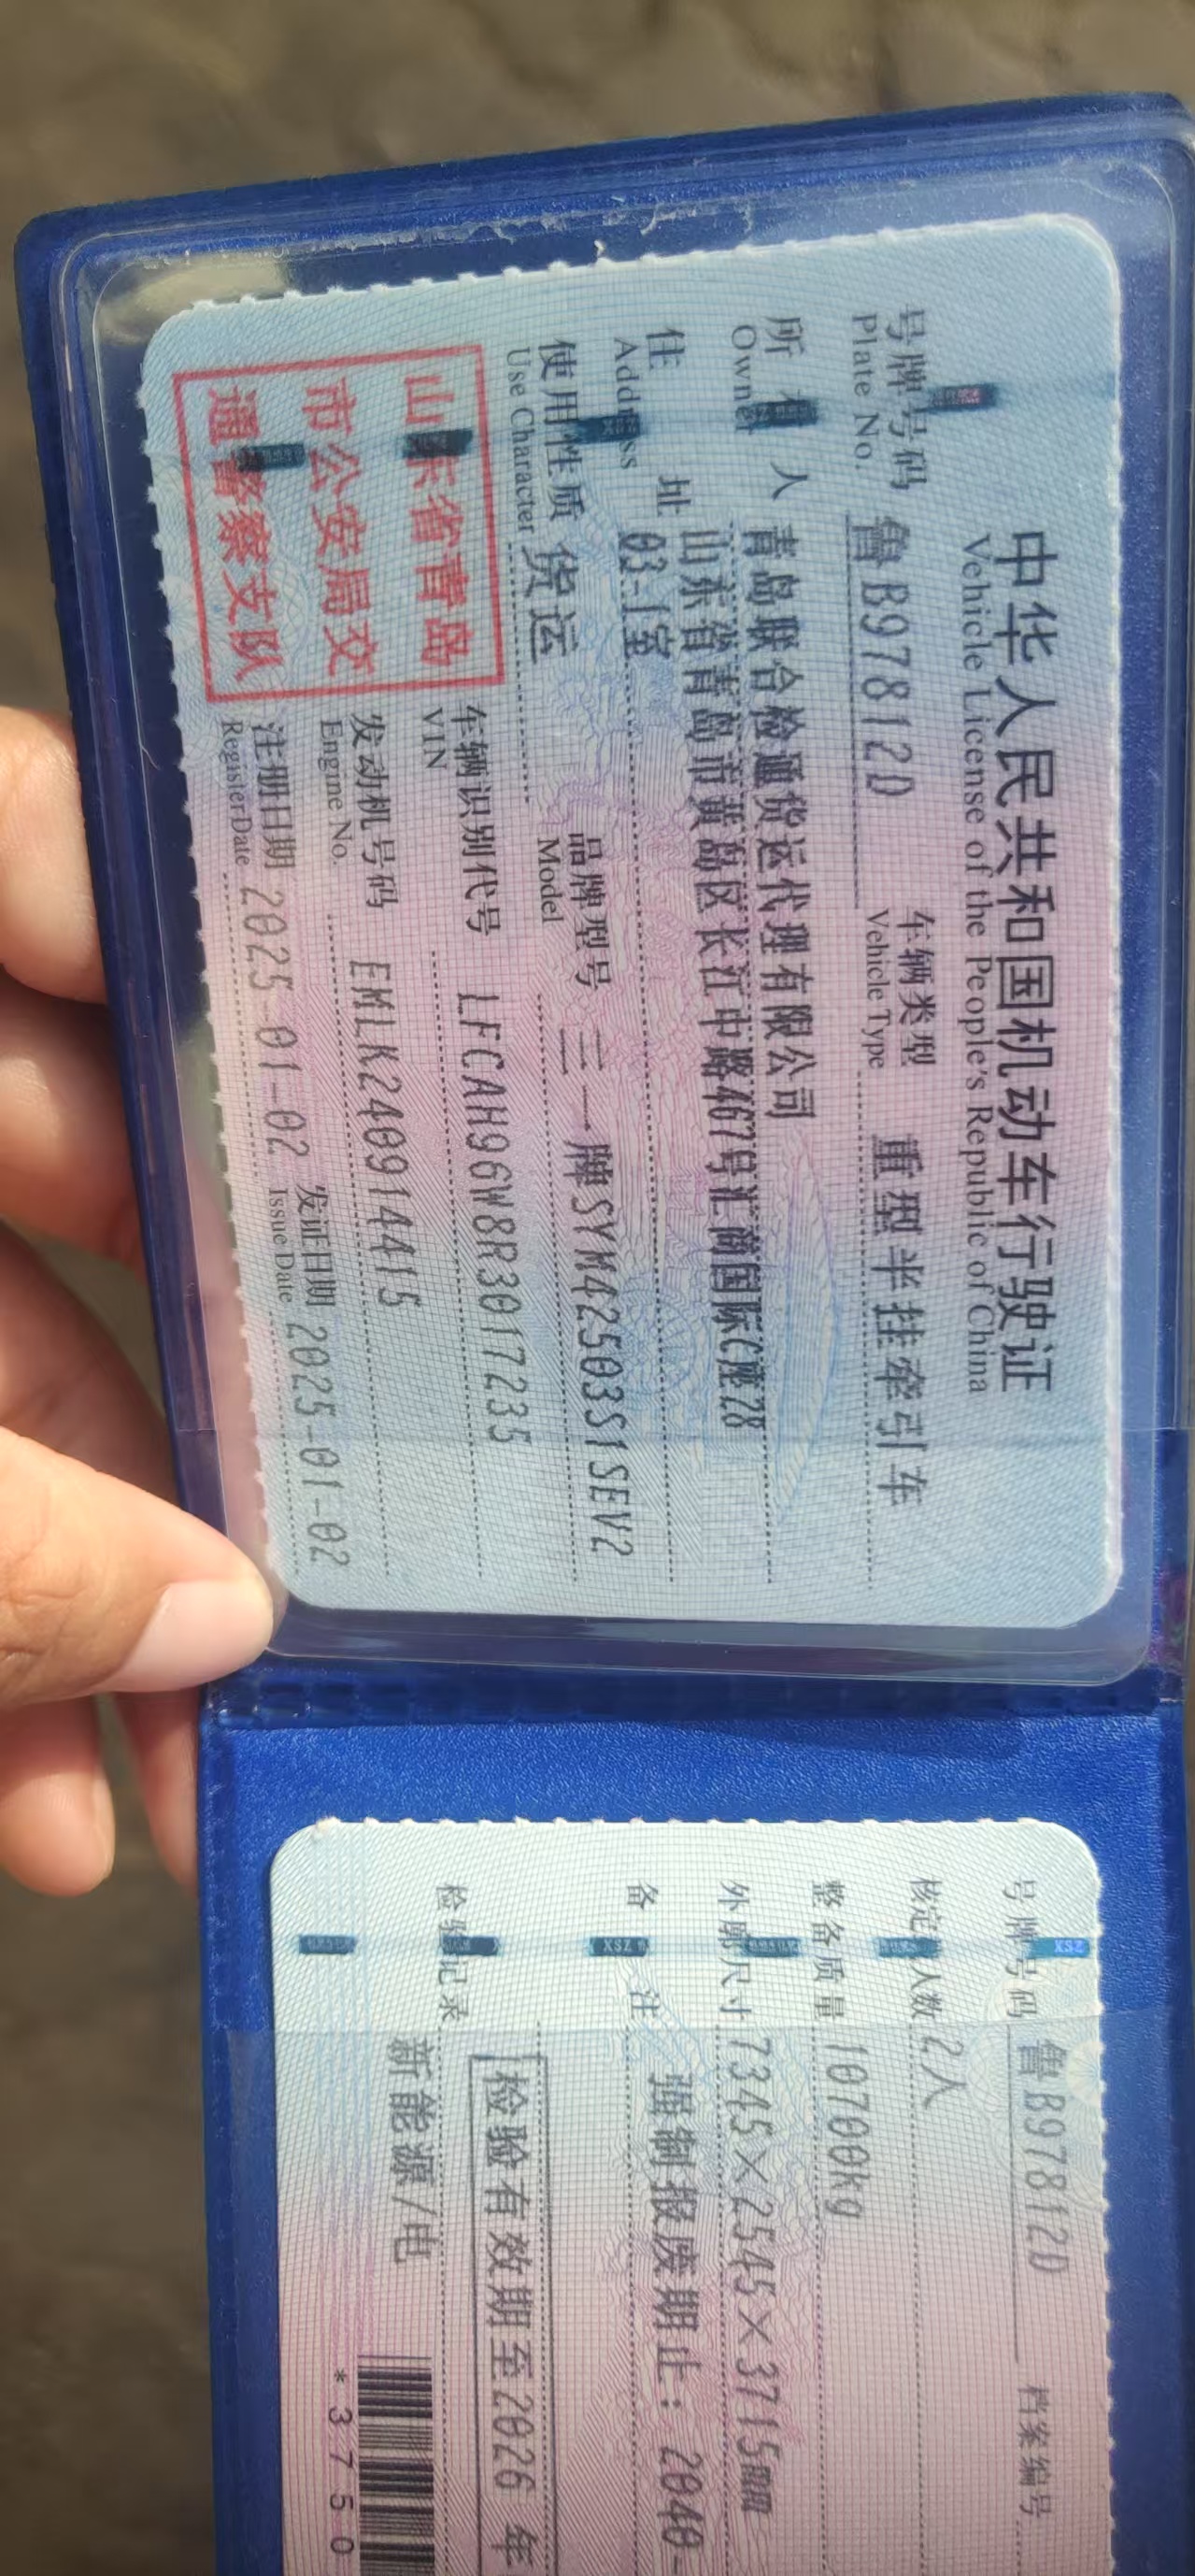 中华人民共和国机动车行驶证
Vehicle License of the People's Republic of China
号牌号码 鲁B97812D 车辆类型 重型半挂牵引车
Plate No. Vehicle Type
所有人 青岛联合检通货运代理有限公司
Owner
住址 山东省青岛市黄岛区长江中路467号汇商国际C座28
Address 03-1室
使用性质 货运 品牌型号 三一牌SYM42503S1SEV2
Use Character Model
山东省青岛
市公安局交
通警察支队
车辆识别代号 LFCAH96W8R3017235
VIN
发动机号码 EMLK240914415
Engine No.
注册日期 2025-01-02 发证日期 2025-01-02
Register Date Issue Date
号牌号码 鲁B97812D 档案编号
核定人数 2人
整备质量 10700kg
外廓尺寸 7345×2545×3715mm
备注 强制报废期止：2040-
检验有效期至2026 年
检验记录
新能源/电
*3750
XSZ
XSZ